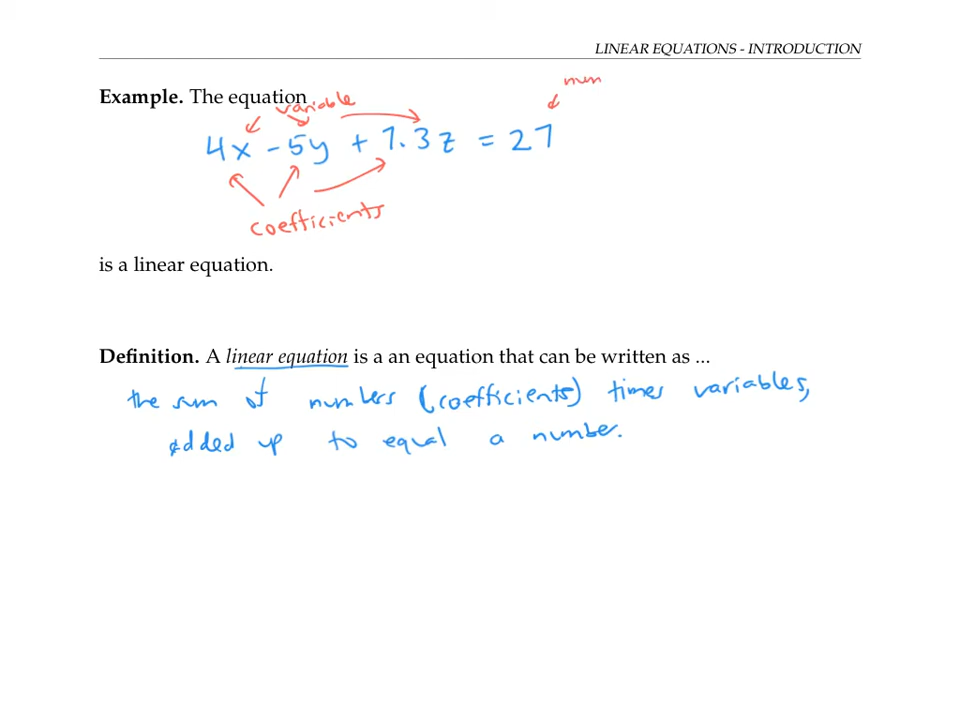 LINEAR EQUATIONS - INTRODUCTION
num
Example. The equation
variable
4x - 5y + 7.3z = 27
coefficients
is a linear equation.
Definition. A linear equation is a an equation that can be written as ...
the sum of numbers (coefficients) times variables,
added up to equal a number.